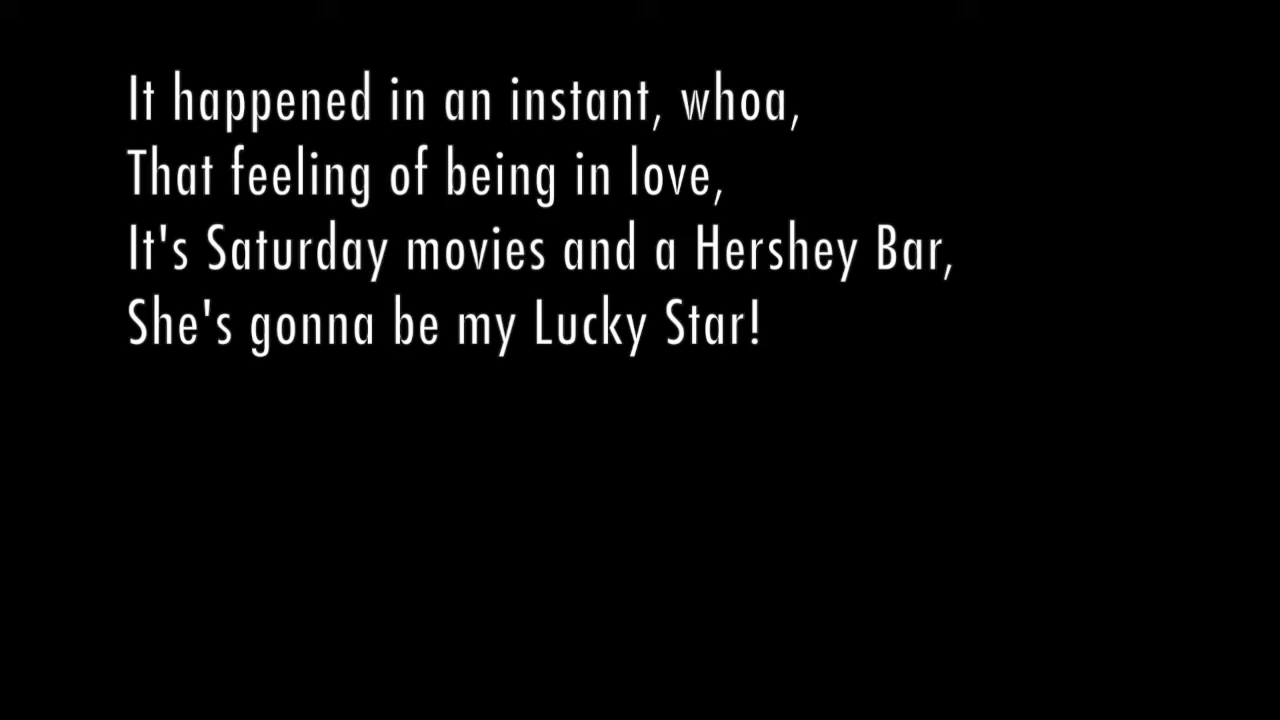 It happened in an instant, whoa,
That feeling of being in love,
It's Saturday movies and a Hershey Bar,
She's gonna be my Lucky Star!